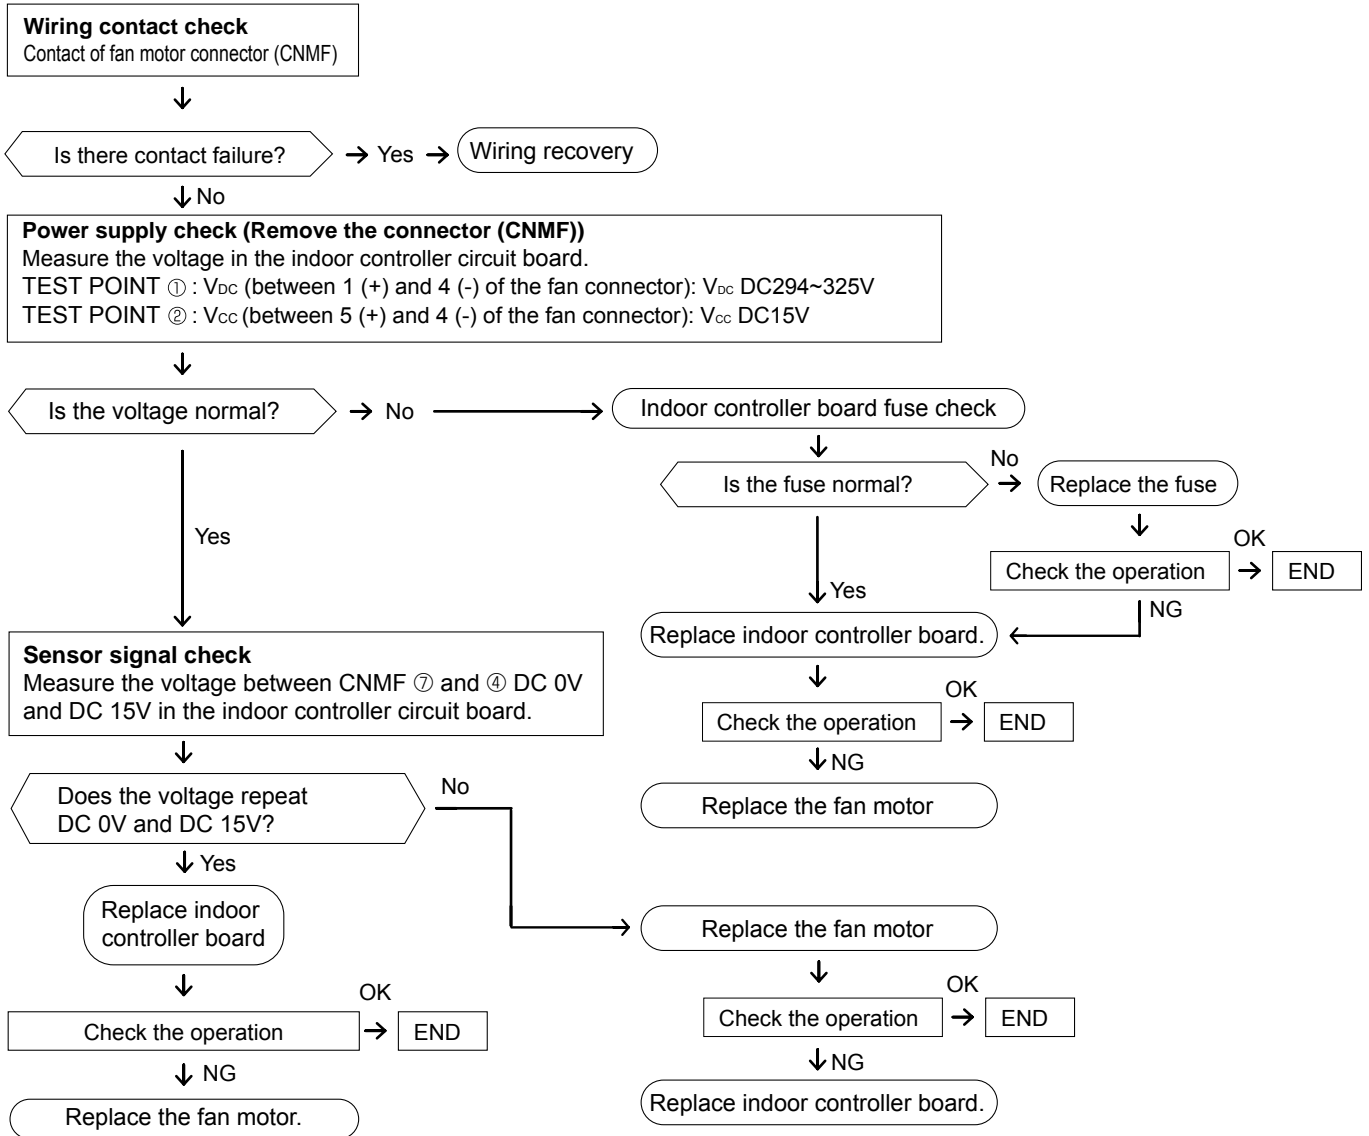 Wiring contact check
Contact of fan motor connector (CNMF)
Is there contact failure?
Yes
Wiring recovery
No
Power supply check (Remove the connector (CNMF))
Measure the voltage in the indoor controller circuit board.
TEST POINT ① : VDC (between 1 (+) and 4 (-) of the fan connector): VDC DC294~325V
TEST POINT ② : VCC (between 5 (+) and 4 (-) of the fan connector): VCC DC15V
Is the voltage normal?
No
Indoor controller board fuse check
Is the fuse normal?
No
Replace the fuse
Check the operation
OK
END
NG
Yes
Replace indoor controller board.
Check the operation
OK
END
NG
Replace the fan motor
Yes
Sensor signal check
Measure the voltage between CNMF ⑦ and ④ DC 0V
and DC 15V in the indoor controller circuit board.
Does the voltage repeat
DC 0V and DC 15V?
No
Replace the fan motor
Check the operation
OK
END
NG
Replace indoor controller board.
Yes
Replace indoor
controller board
Check the operation
OK
END
NG
Replace the fan motor.